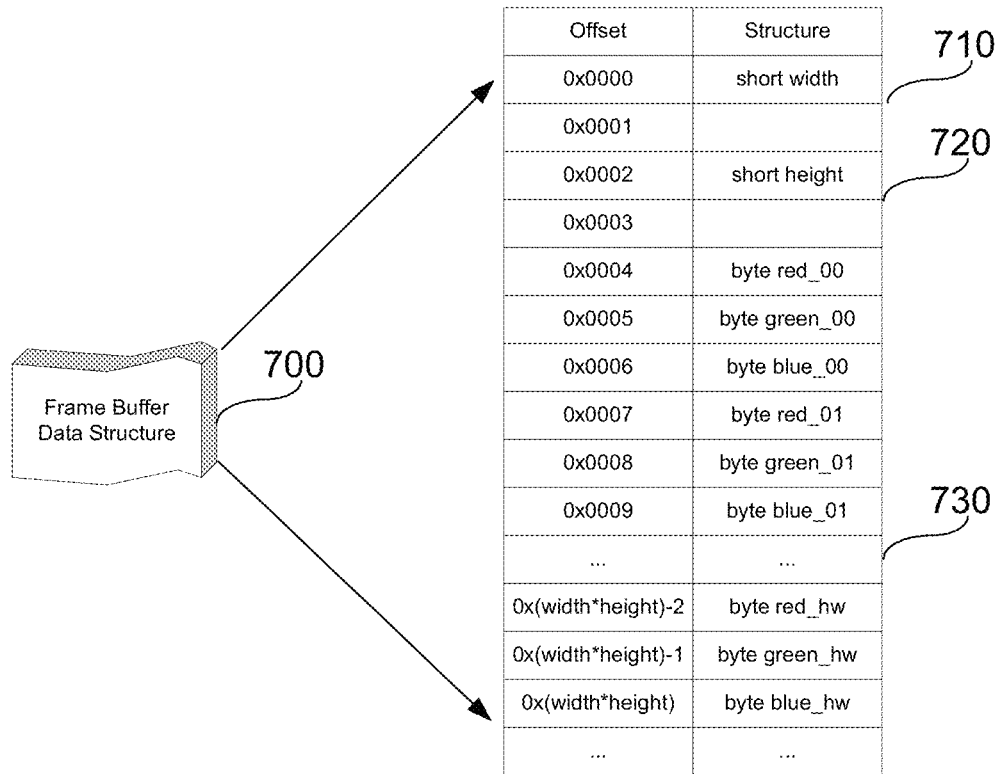 Offset Structure
710
0x0000 short width
0x0001
720
0x0002 short height
0x0003
0x0004 byte red_00
0x0005 byte green_00
700
0x0006 byte blue_00
Frame Buffer
Data Structure
0x0007 byte red_01
0x0008 byte green_01
730
0x0009 byte blue_01
... ...
0x(width*height)-2 byte red_hw
0x(width*height)-1 byte green_hw
0x(width*height) byte blue_hw
... ...